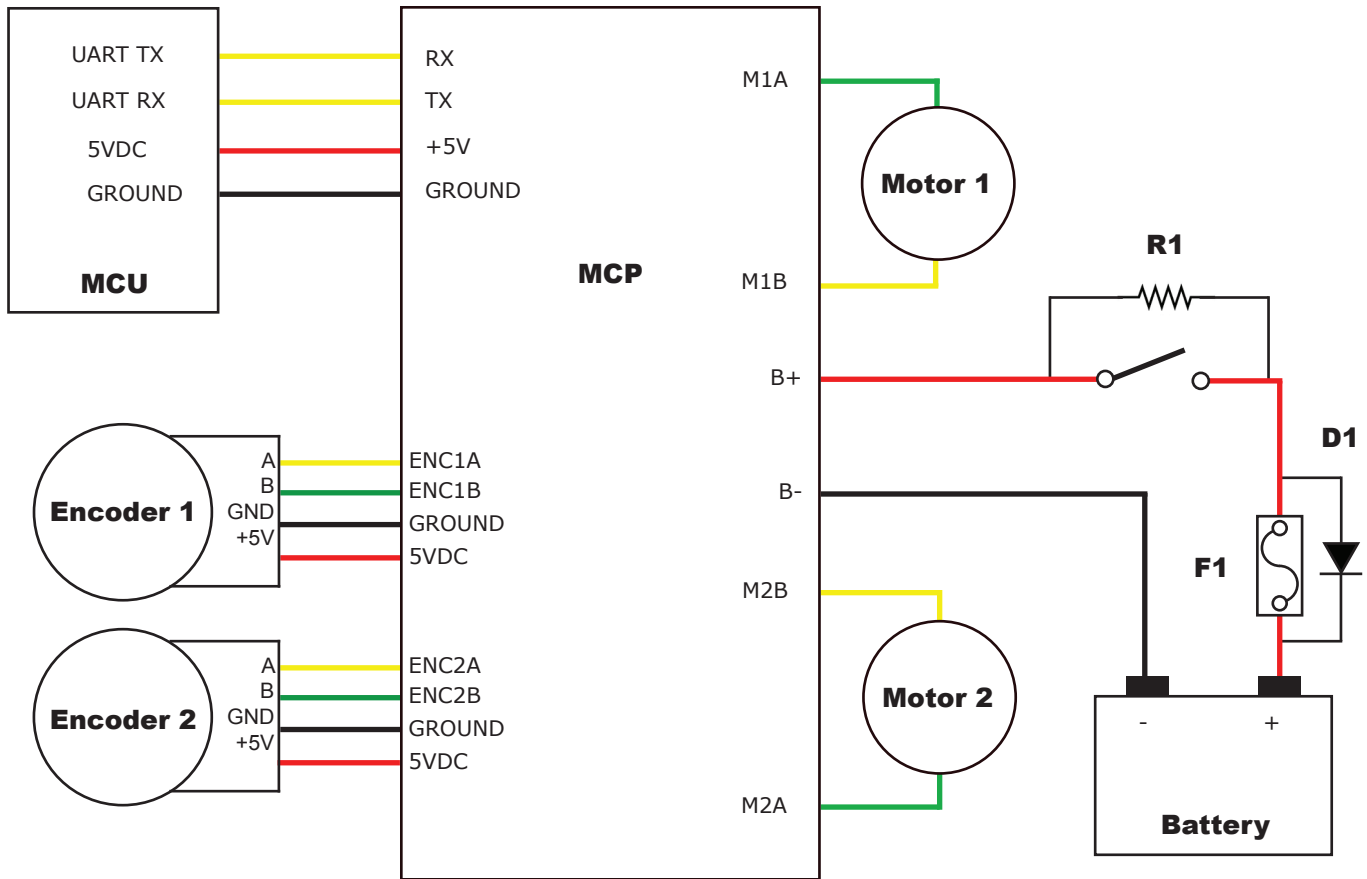 UART TX
UART RX
5VDC
GROUND
MCU
RX
TX
+5V
GROUND
MCP
M1A
M1B
B+
B-
M2B
M2A
Motor 1
R1
D1
F1
- +
Battery
Motor 2
Encoder 1
A
B
GND
+5V
ENC1A
ENC1B
GROUND
5VDC
Encoder 2
A
B
GND
+5V
ENC2A
ENC2B
GROUND
5VDC